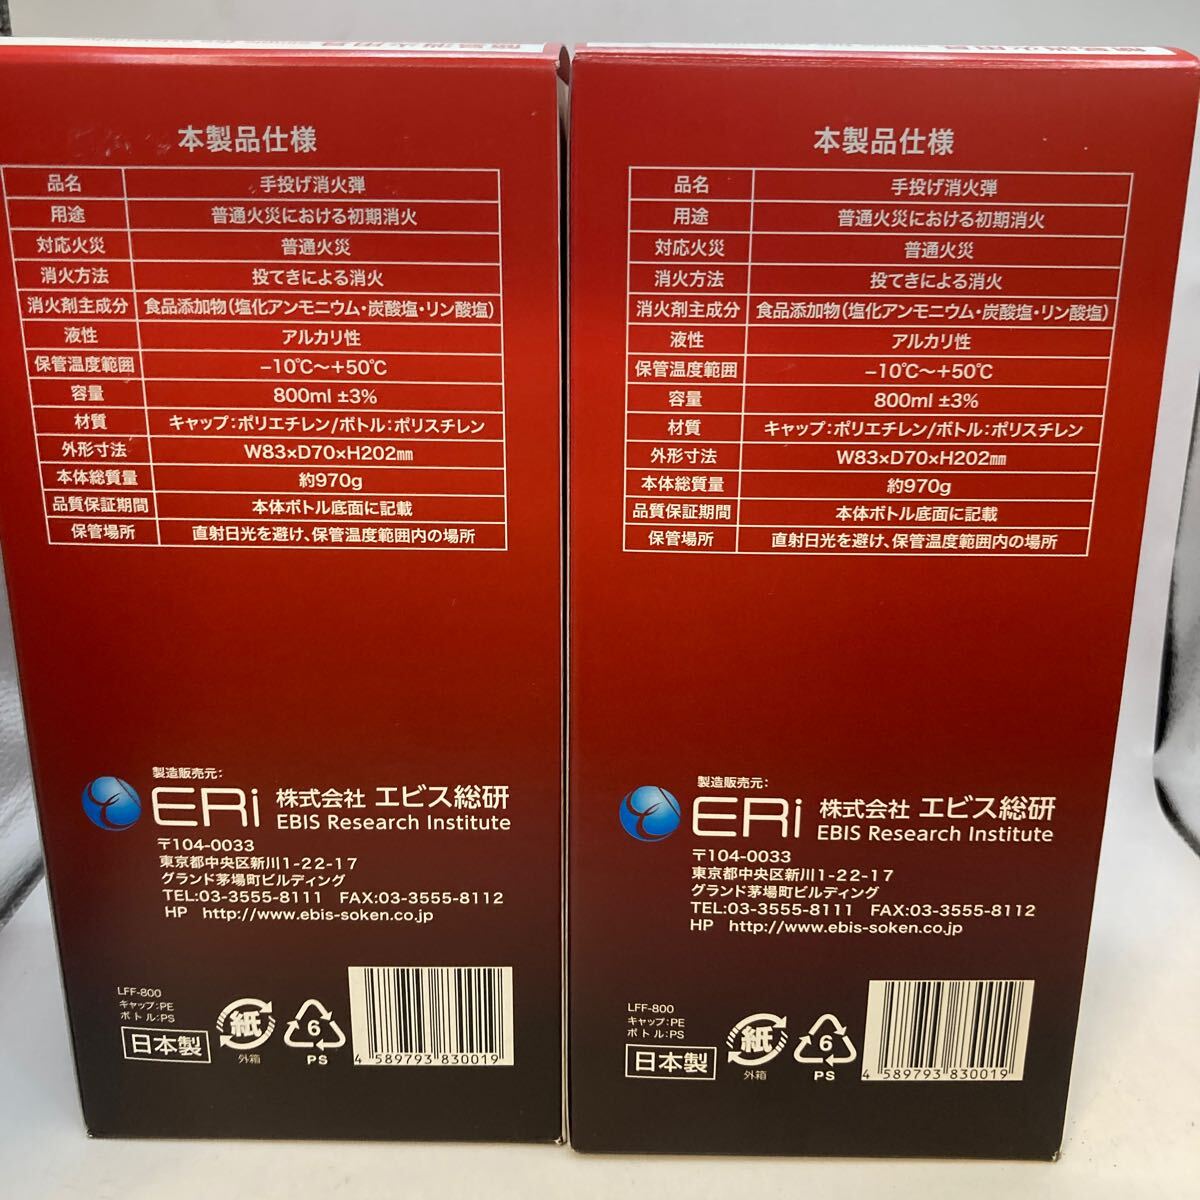 本製品仕様
品名 手投げ消火弾
用途 普通火災における初期消火
対応火災 普通火災
消火方法 投てきによる消火
消火剤主成分 食品添加物(塩化アンモニウム・炭酸塩・リン酸塩)
液性 アルカリ性
保管温度範囲 −10℃〜+50℃
容量 800ml ±3%
材質 キャップ:ポリエチレン/ボトル:ポリスチレン
外形寸法 W83×D70×H202㎜
本体総質量 約970g
品質保証期間 本体ボトル底面に記載
保管場所 直射日光を避け、保管温度範囲内の場所
製造販売元:
ERi 株式会社 エビス総研
EBIS Research Institute
〒104-0033
東京都中央区新川1-22-17
グランド茅場町ビルディング
TEL:03-3555-8111 FAX:03-3555-8112
HP http://www.ebis-soken.co.jp
LFF-800
キャップ:PE
ボトル:PS
日本製
紙
外箱
6
PS
4 589793 830019
本製品仕様
品名 手投げ消火弾
用途 普通火災における初期消火
対応火災 普通火災
消火方法 投てきによる消火
消火剤主成分 食品添加物(塩化アンモニウム・炭酸塩・リン酸塩)
液性 アルカリ性
保管温度範囲 −10℃〜+50℃
容量 800ml ±3%
材質 キャップ:ポリエチレン/ボトル:ポリスチレン
外形寸法 W83×D70×H202㎜
本体総質量 約970g
品質保証期間 本体ボトル底面に記載
保管場所 直射日光を避け、保管温度範囲内の場所
製造販売元:
ERi 株式会社 エビス総研
EBIS Research Institute
〒104-0033
東京都中央区新川1-22-17
グランド茅場町ビルディング
TEL:03-3555-8111 FAX:03-3555-8112
HP http://www.ebis-soken.co.jp
LFF-800
キャップ:PE
ボトル:PS
日本製
紙
外箱
6
PS
4 589793 830019